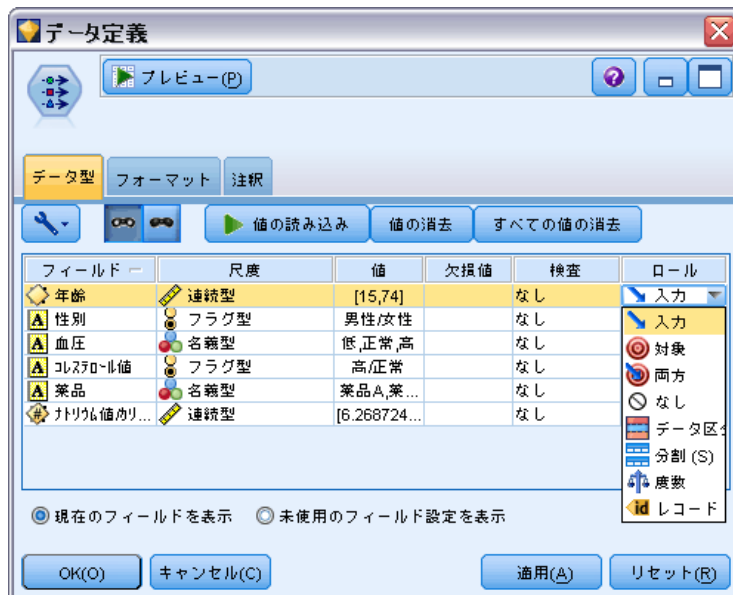 データ定義
プレビュー(P)
データ型 フォーマット 注釈
値の読み込み 値の消去 すべての値の消去
フィールド 尺度 値 欠損値 検査 ロール
年齢 連続型 [15,74] なし 入力
A 性別 フラグ型 男性/女性 なし 入力
A 血圧 名義型 低,正常,高 なし 対象
A コレステロール値 フラグ型 高/正常 なし 両方
A 薬品 名義型 薬品A,薬... なし なし
# ナトリウム値/カリ... 連続型 [6.268724... なし データ区
分割 (S)
度数
id レコード
現在のフィールドを表示 未使用のフィールド設定を表示
OK(O) キャンセル(C) 適用(A) リセット(R)